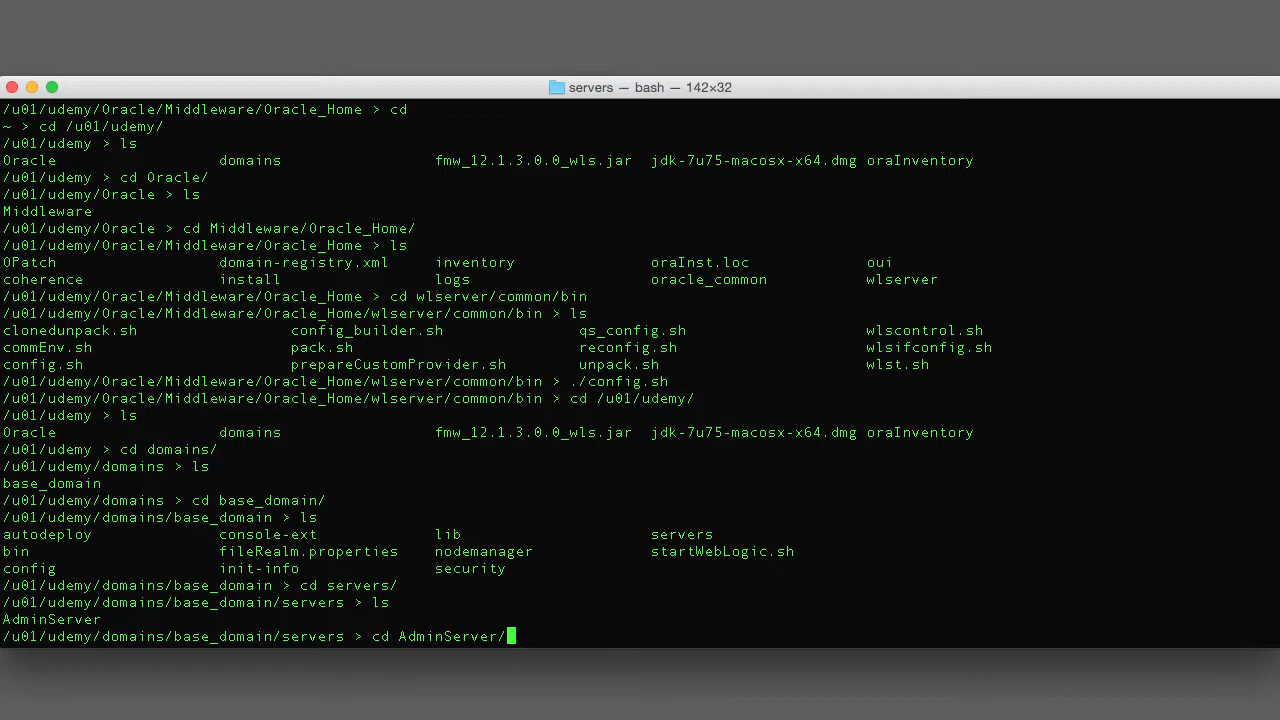 servers — bash — 142×32
/u01/udemy/Oracle/Middleware/Oracle_Home > cd
~ > cd /u01/udemy/
/u01/udemy > ls
Oracle domains fmw_12.1.3.0.0_wls.jar jdk-7u75-macosx-x64.dmg oraInventory
/u01/udemy > cd Oracle/
/u01/udemy/Oracle > ls
Middleware
/u01/udemy/Oracle > cd Middleware/Oracle_Home/
/u01/udemy/Oracle/Middleware/Oracle_Home > ls
OPatch domain-registry.xml inventory oraInst.loc oui
coherence install logs oracle_common wlserver
/u01/udemy/Oracle/Middleware/Oracle_Home > cd wlserver/common/bin
/u01/udemy/Oracle/Middleware/Oracle_Home/wlserver/common/bin > ls
clonedunpack.sh config_builder.sh qs_config.sh wlscontrol.sh
commEnv.sh pack.sh reconfig.sh wlsifconfig.sh
config.sh prepareCustomProvider.sh unpack.sh wlst.sh
/u01/udemy/Oracle/Middleware/Oracle_Home/wlserver/common/bin > ./config.sh
/u01/udemy/Oracle/Middleware/Oracle_Home/wlserver/common/bin > cd /u01/udemy/
/u01/udemy > ls
Oracle domains fmw_12.1.3.0.0_wls.jar jdk-7u75-macosx-x64.dmg oraInventory
/u01/udemy > cd domains/
/u01/udemy/domains > ls
base_domain
/u01/udemy/domains > cd base_domain/
/u01/udemy/domains/base_domain > ls
autodeploy console-ext lib servers
bin fileRealm.properties nodemanager startWebLogic.sh
config init-info security
/u01/udemy/domains/base_domain > cd servers/
/u01/udemy/domains/base_domain/servers > ls
AdminServer
/u01/udemy/domains/base_domain/servers > cd AdminServer/